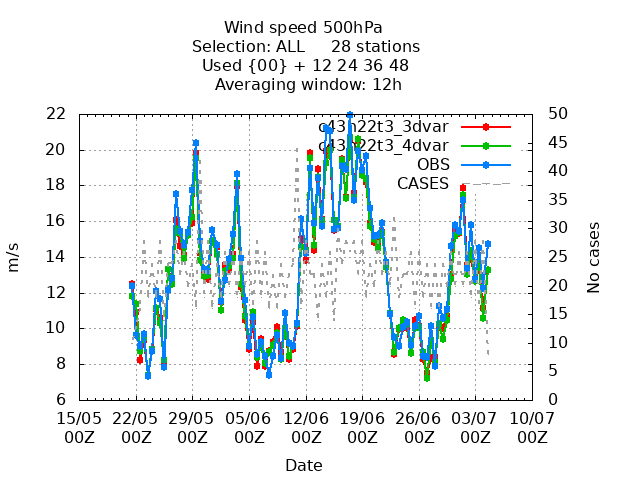 Wind speed 500hPa
Selection: ALL 28 stations
Used {00} + 12 24 36 48
Averaging window: 12h
22
20
18
16
14
12
10
8
6
m/s
50
45
40
35
30
25
20
15
10
5
0
No cases
c43h22t3_3dvar
c43h22t3_4dvar
OBS
CASES
15/05 22/05 29/05 05/06 12/06 19/06 26/06 03/07 10/07
00Z 00Z 00Z 00Z 00Z 00Z 00Z 00Z 00Z
Date